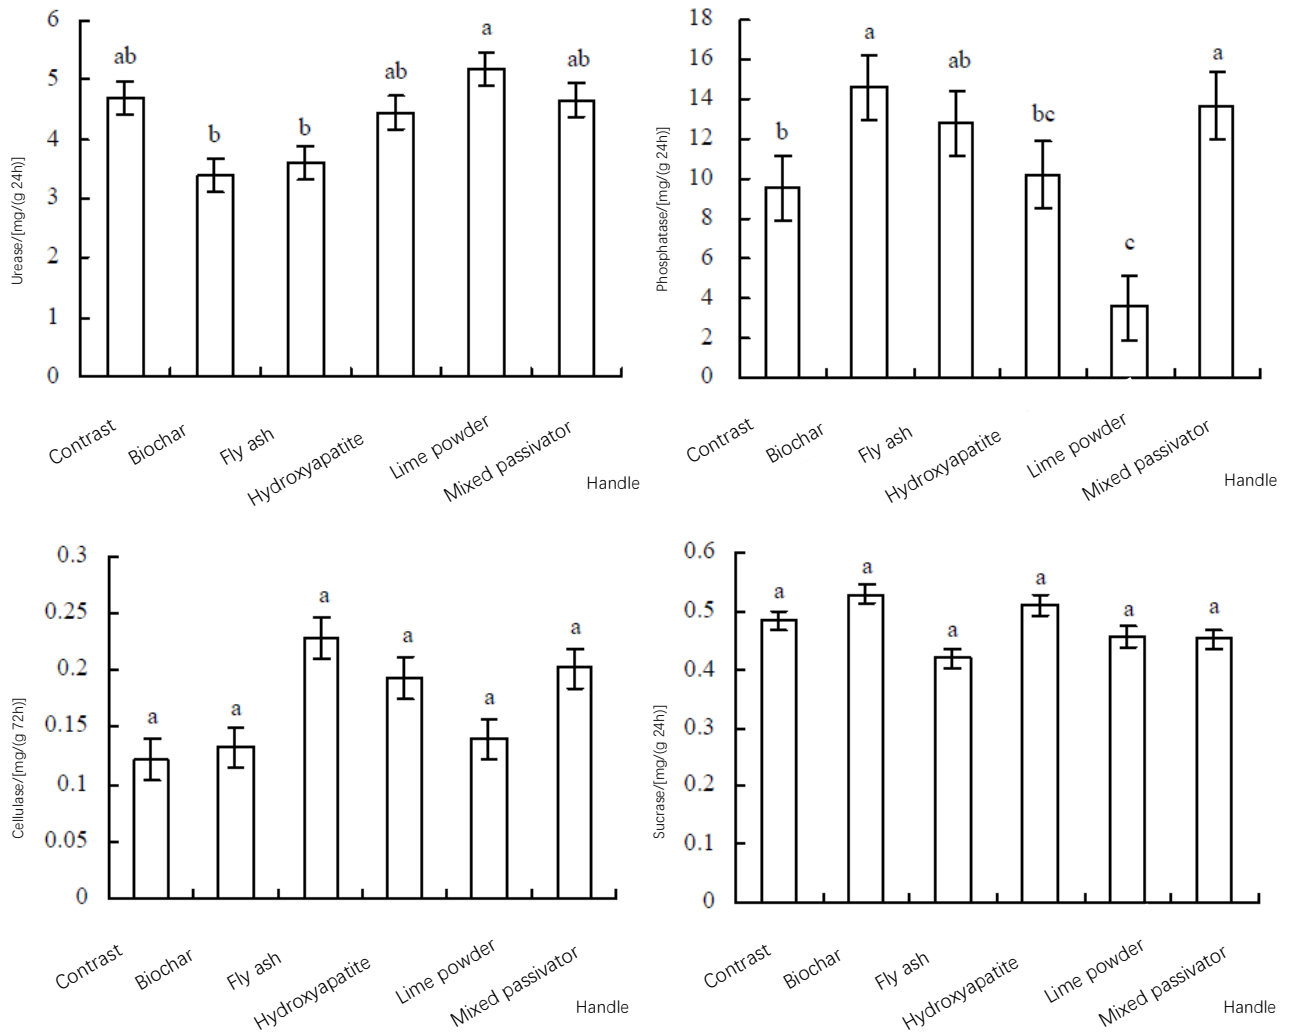 6
5
4
3
2
1
0
Urease/[mg/(g 24h)]
ab
b
b
ab
a
ab
Contrast
Biochar
Fly ash
Hydroxyapatite
Lime powder
Mixed passivator
Handle
18
16
14
12
10
8
6
4
2
0
Phosphatase/[mg/(g 24h)]
b
a
ab
bc
c
a
Contrast
Biochar
Fly ash
Hydroxyapatite
Lime powder
Mixed passivator
Handle
0.3
0.25
0.2
0.15
0.1
0.05
0
Cellulase/[mg/(g 72h)]
a
a
a
a
a
a
Contrast
Biochar
Fly ash
Hydroxyapatite
Lime powder
Mixed passivator
Handle
0.6
0.5
0.4
0.3
0.2
0.1
0
Sucrase/[mg/(g 24h)]
a
a
a
a
a
a
Contrast
Biochar
Fly ash
Hydroxyapatite
Lime powder
Mixed passivator
Handle